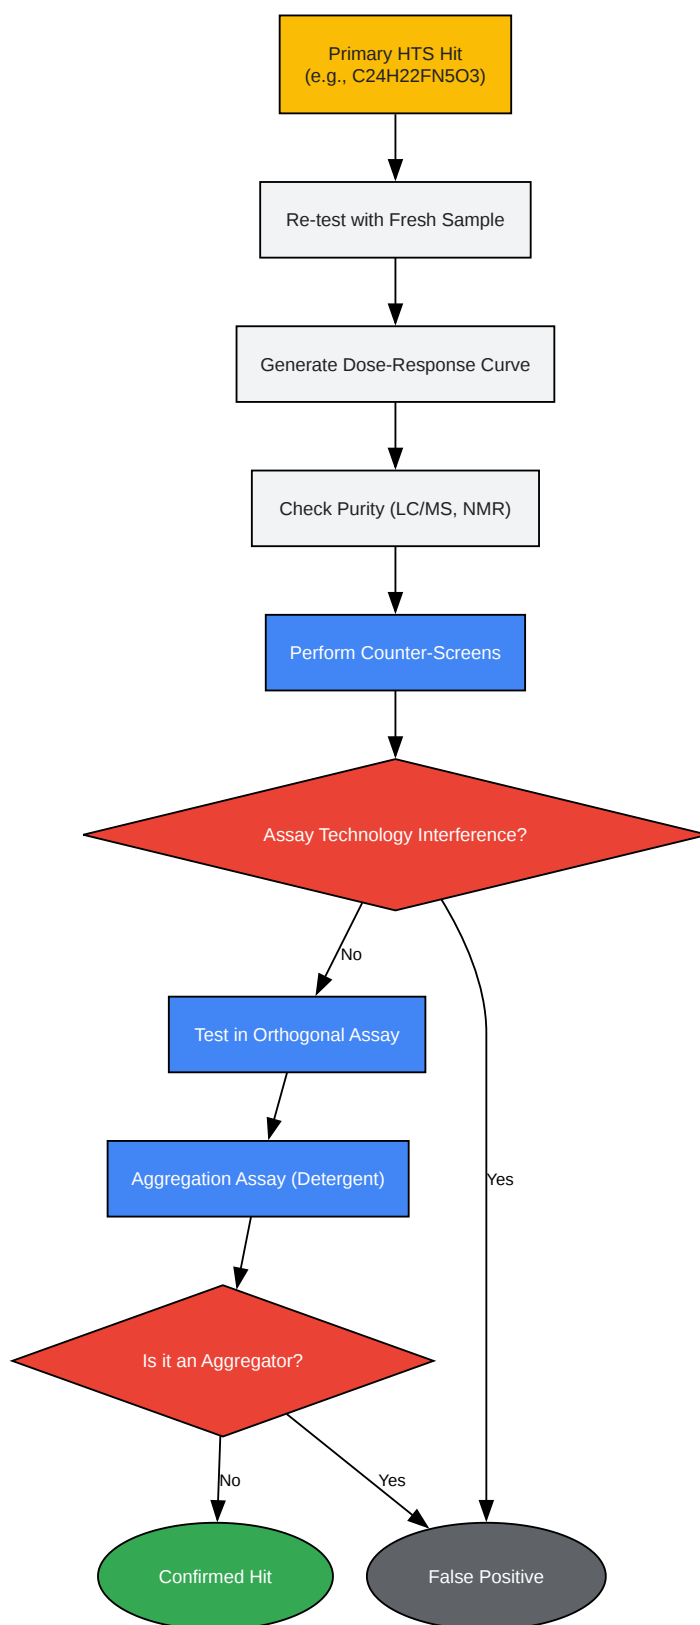 Primary HTS Hit
(e.g., C24H22FN5O3)
Re-test with Fresh Sample
Generate Dose-Response Curve
Check Purity (LC/MS, NMR)
Perform Counter-Screens
Assay Technology Interference?
No
Test in Orthogonal Assay
Aggregation Assay (Detergent)
Yes
Is it an Aggregator?
No
Yes
Confirmed Hit
False Positive